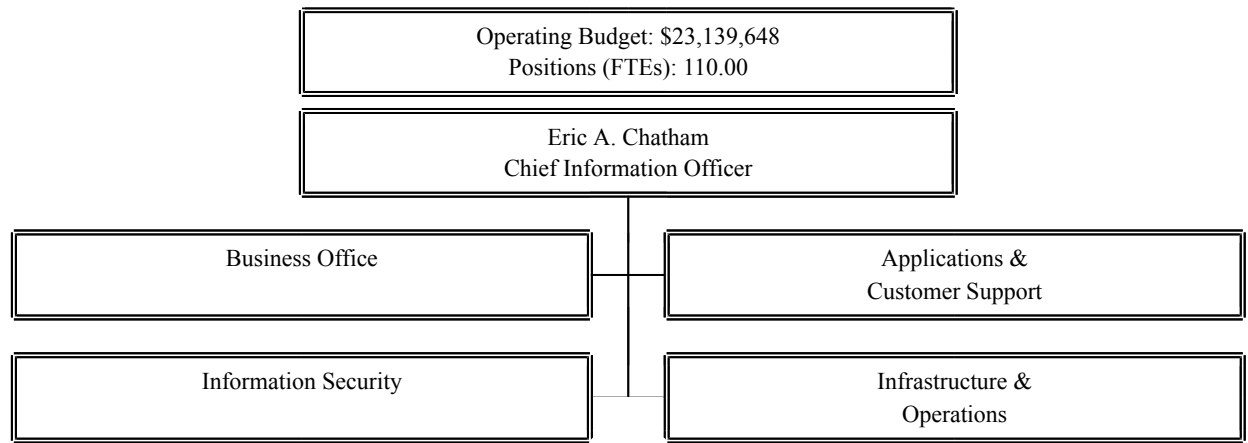 Operating Budget: $23,139,648
Positions (FTEs): 110.00
Eric A. Chatham
Chief Information Officer
Business Office
Applications &
Customer Support
Information Security
Infrastructure &
Operations